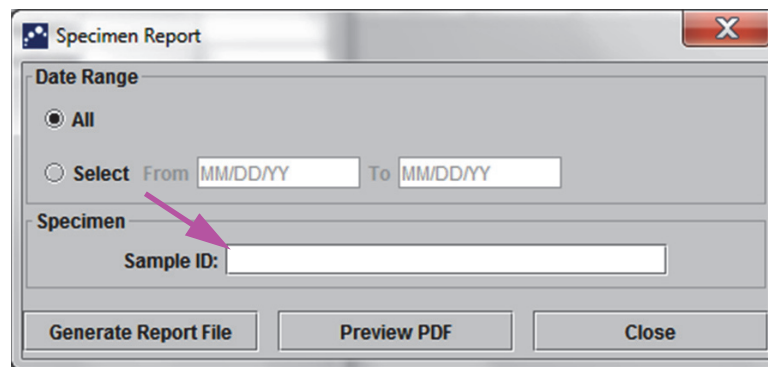 Specimen Report
Date Range
All
Select From MM/DD/YY To MM/DD/YY
Specimen
Sample ID:
Generate Report File Preview PDF Close